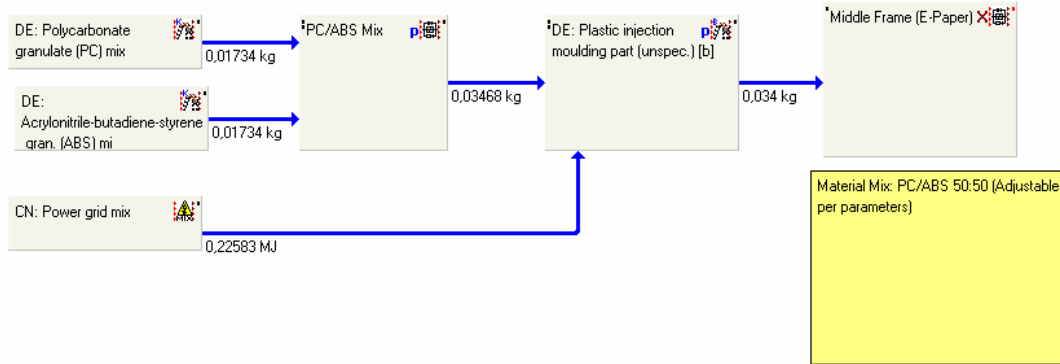 DE: Polycarbonate
granulate (PC) mix
0,01734 kg
DE:
Acrylonitrile-butadiene-styrene
gran. (ABS) mi
0,01734 kg
CN: Power grid mix
MIX
0,22583 MJ
PC/ABS Mix
p
0,03468 kg
DE: Plastic injection
moulding part (unspec.) [b]
p
0,034 kg
Middle Frame (E-Paper)
Material Mix: PC/ABS 50:50 (Adjustable
per parameters)